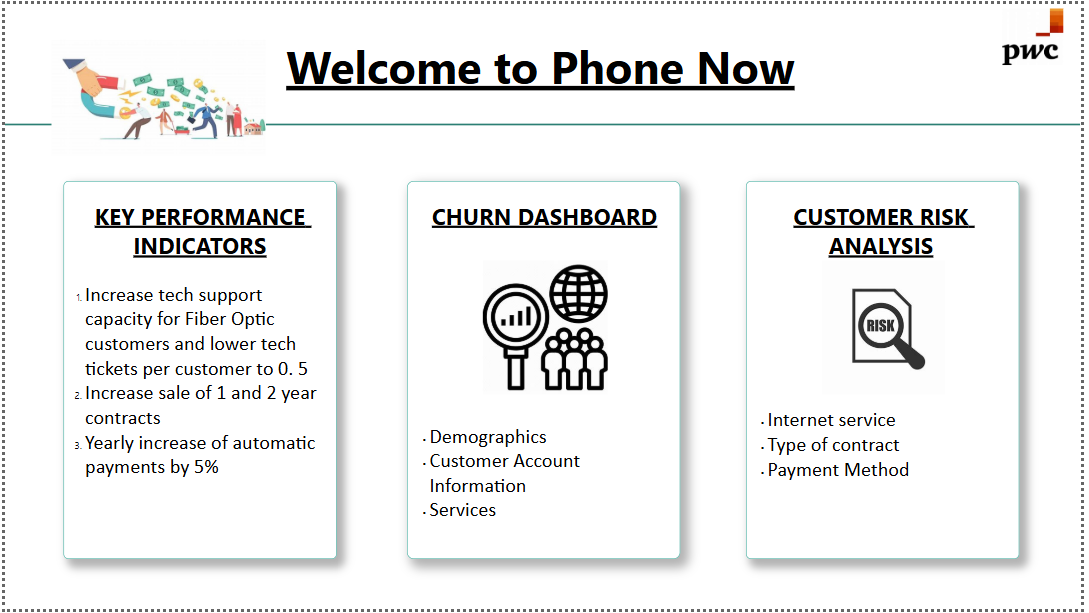 pwc
Welcome to Phone Now
KEY PERFORMANCE
INDICATORS
1. Increase tech support
capacity for Fiber Optic
customers and lower tech
tickets per customer to 0. 5
2. Increase sale of 1 and 2 year
contracts
3. Yearly increase of automatic
payments by 5%
CHURN DASHBOARD
• Demographics
• Customer Account
Information
• Services
CUSTOMER RISK
ANALYSIS
RISK
• Internet service
• Type of contract
• Payment Method